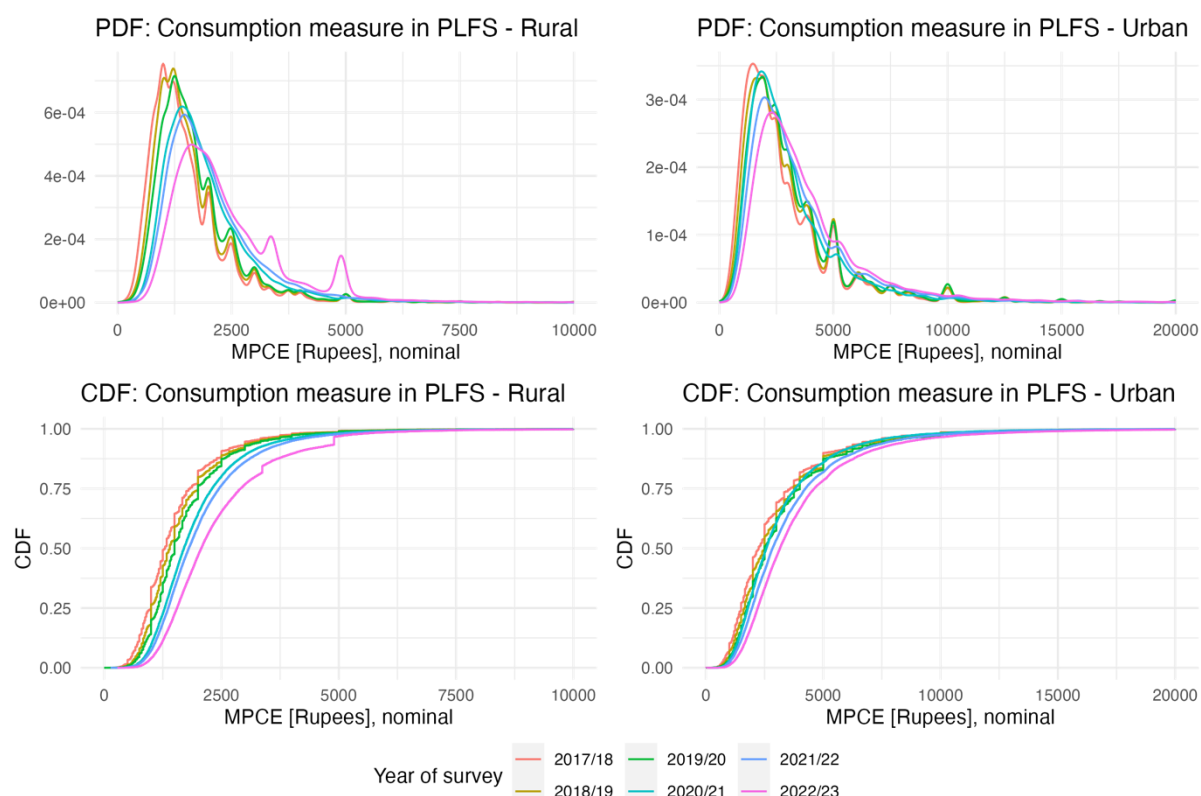 PDF: Consumption measure in PLFS - Rural
6e-04
4e-04
2e-04
0e+00
0 2500 5000 7500 10000
MPCE [Rupees], nominal
PDF: Consumption measure in PLFS - Urban
3e-04
2e-04
1e-04
0e+00
0 5000 10000 15000 20000
MPCE [Rupees], nominal
CDF: Consumption measure in PLFS - Rural
CDF
1.00
0.75
0.50
0.25
0.00
0 2500 5000 7500 10000
MPCE [Rupees], nominal
CDF: Consumption measure in PLFS - Urban
CDF
1.00
0.75
0.50
0.25
0.00
0 5000 10000 15000 20000
MPCE [Rupees], nominal
Year of survey
2017/18 2019/20 2021/22
2018/19 2020/21 2022/23